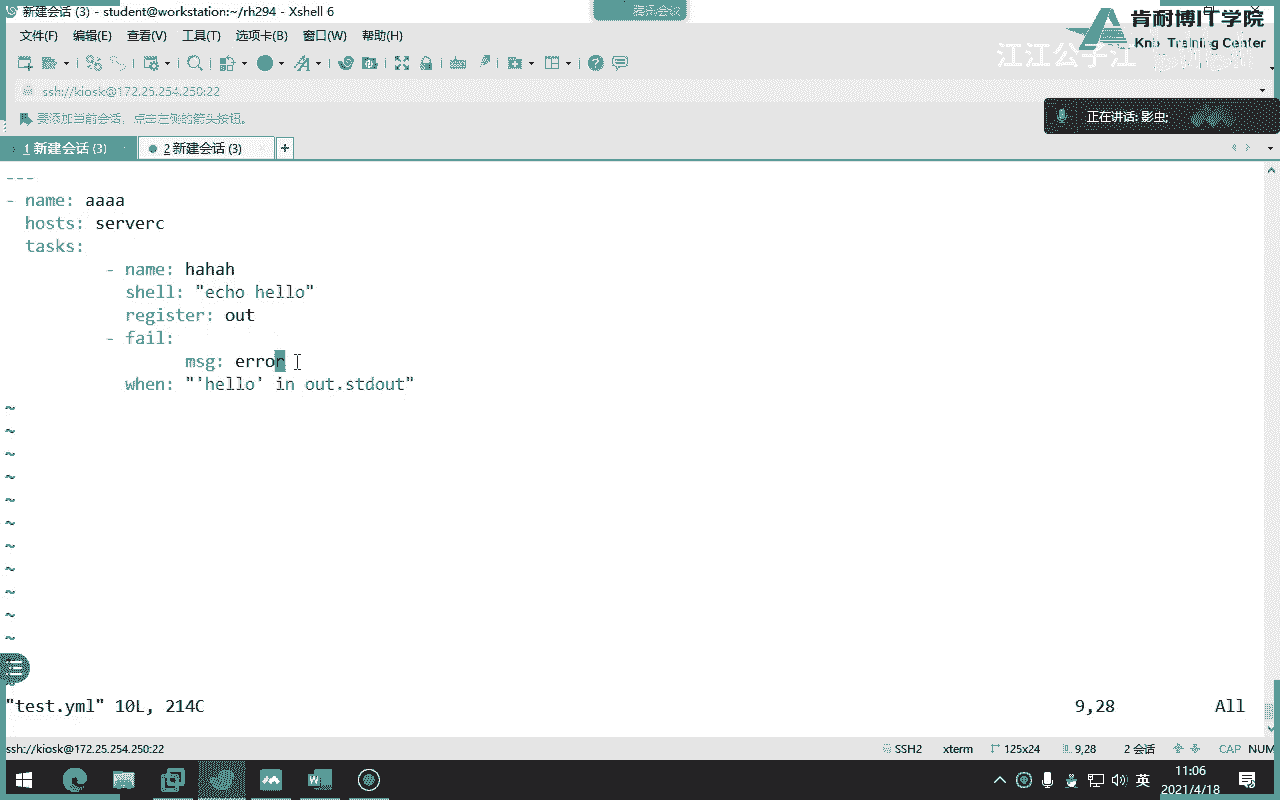 新建会话 (3) - student@workstation:~/rh294 - Xshell 6
腾讯会议
肯耐博IT学院
Knb Training Center
江江公子江
文件(F) 编辑(E) 查看(V) 工具(T) 选项卡(B) 窗口(W) 帮助(H)
ssh://kiosk@172.25.254.250:22
要添加当前会话，点击左侧的箭头按钮。
正在讲话: 影虫;
1 新建会话 (3)
2 新建会话 (3)
---
- name: aaaa
hosts: serverc
tasks:
- name: hahah
shell: "echo hello"
register: out
- fail:
msg: error
when: "'hello' in out.stdout"
~
~
~
~
~
~
~
~
~
~
~
"test.yml" 10L, 214C 9,28 All
ssh://kiosk@172.25.254.250:22 SSH2 xterm 125x24 9,28 2 会话 CAP NUM
英 11:06
2021/4/18